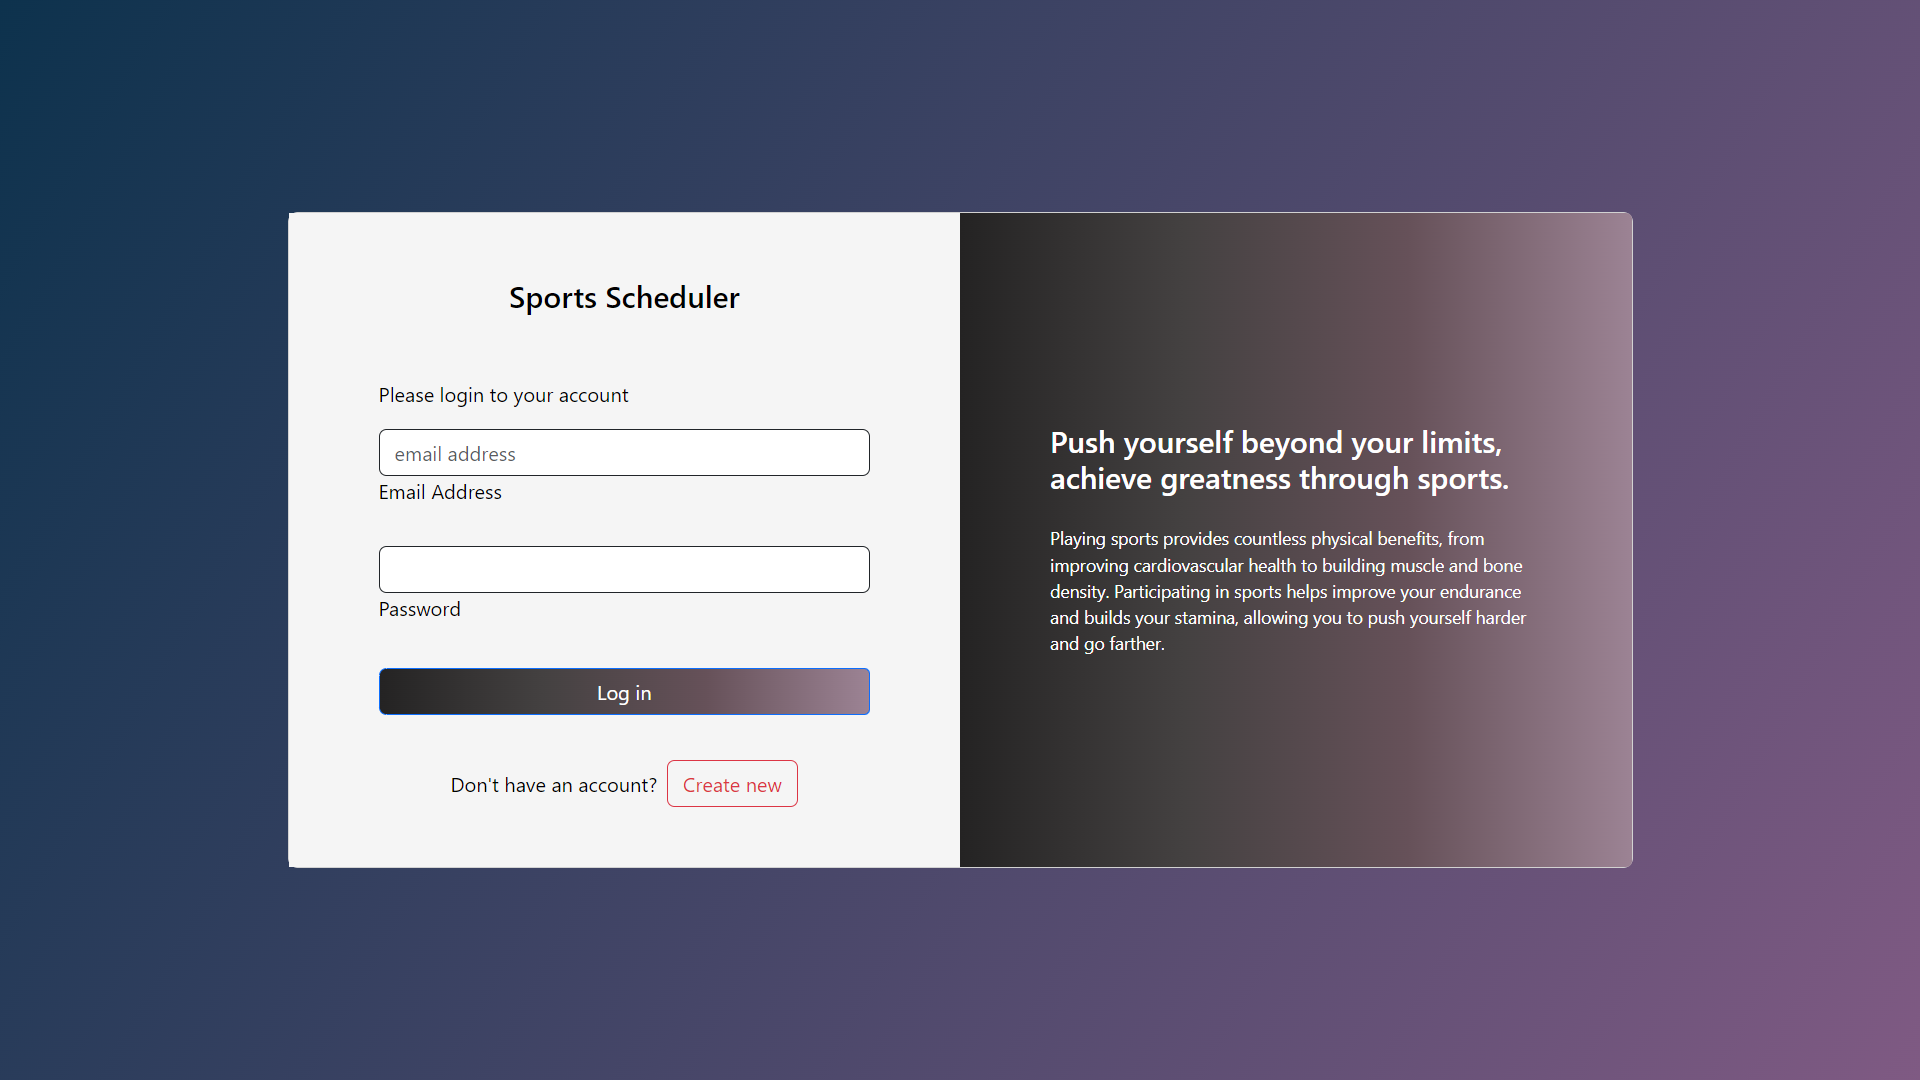 Sports Scheduler
Please login to your account
email address
Email Address
Password
Log in
Don't have an account? Create new
Push yourself beyond your limits,
achieve greatness through sports.
Playing sports provides countless physical benefits, from
improving cardiovascular health to building muscle and bone
density. Participating in sports helps improve your endurance
and builds your stamina, allowing you to push yourself harder
and go farther.